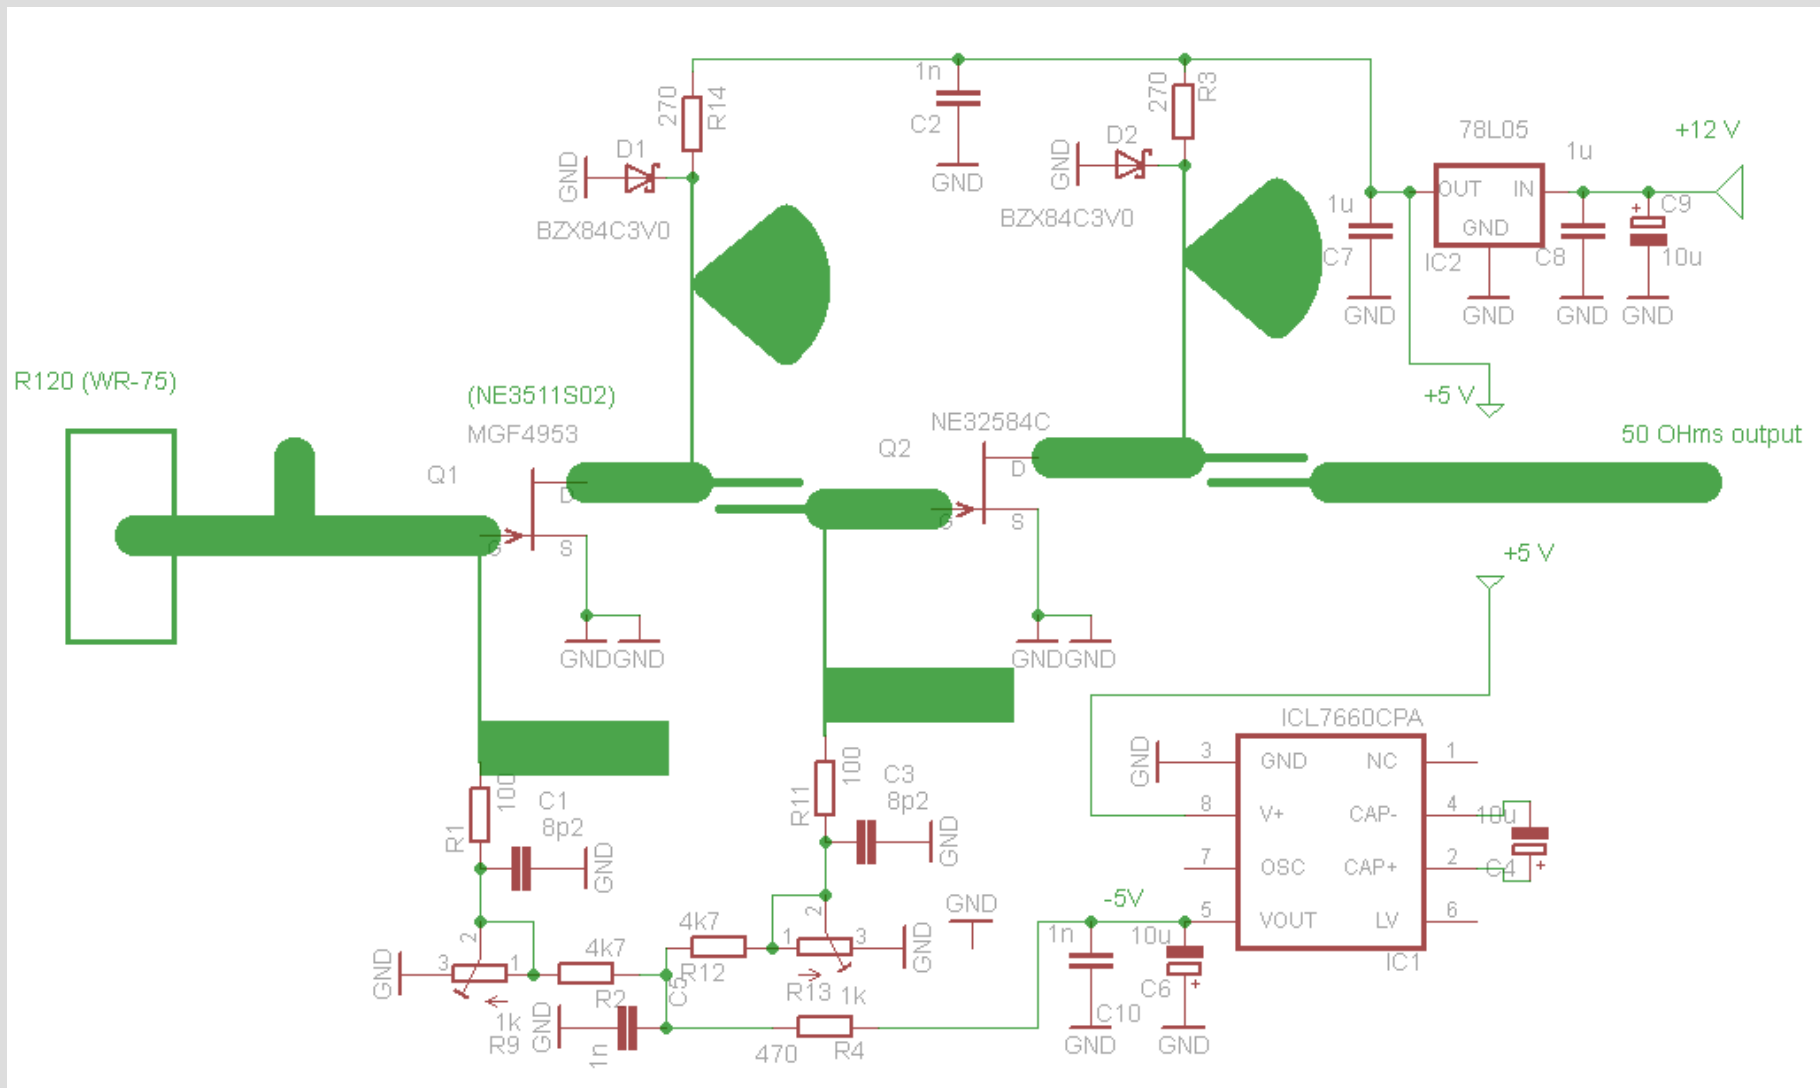 1n
C2
GND
270
R14
D1
GND
BZX84C3V0
270
R3
D2
GND
BZX84C3V0
78L05
+12 V
1u
OUT
IN
GND
IC2
1u
C7
GND
GND
C8
GND
C9
10u
GND
+5 V
R120 (WR-75)
(NE3511S02)
MGF4953
Q1
D
G
S
GND
GND
NE32584C
Q2
D
G
S
GND
GND
50 OHms output
+5 V
100
R1
C1
8p2
GND
100
R11
C3
8p2
GND
ICL7660CPA
GND
3
GND
NC
1
8
V+
CAP-
4
10u
7
OSC
CAP+
2
C4
+
5
VOUT
LV
6
IC1
-5V
GND
GND
3
2
1
1k
R9
4k7
R2
4k7
R12
C5
GND
1n
1
2
3
GND
R13
1k
470
R4
1n
C10
GND
10u
C6
+
GND
+